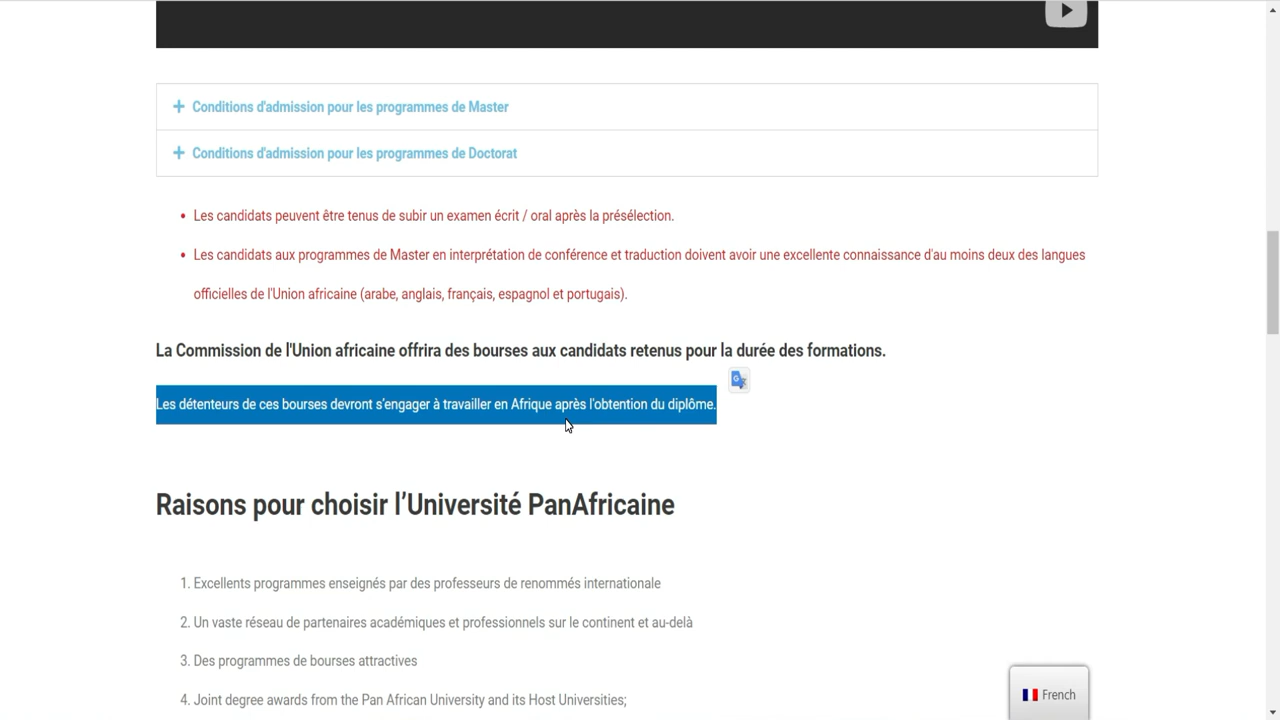 + Conditions d'admission pour les programmes de Master
+ Conditions d'admission pour les programmes de Doctorat
• Les candidats peuvent être tenus de subir un examen écrit / oral après la présélection.
• Les candidats aux programmes de Master en interprétation de conférence et traduction doivent avoir une excellente connaissance d'au moins deux des langues
officielles de l'Union africaine (arabe, anglais, français, espagnol et portugais).
La Commission de l'Union africaine offrira des bourses aux candidats retenus pour la durée des formations.
Les détenteurs de ces bourses devront s’engager à travailler en Afrique après l'obtention du diplôme.
Raisons pour choisir l’Université PanAfricaine
1. Excellents programmes enseignés par des professeurs de renommés internationale
2. Un vaste réseau de partenaires académiques et professionnels sur le continent et au-delà
3. Des programmes de bourses attractives
4. Joint degree awards from the Pan African University and its Host Universities;
French